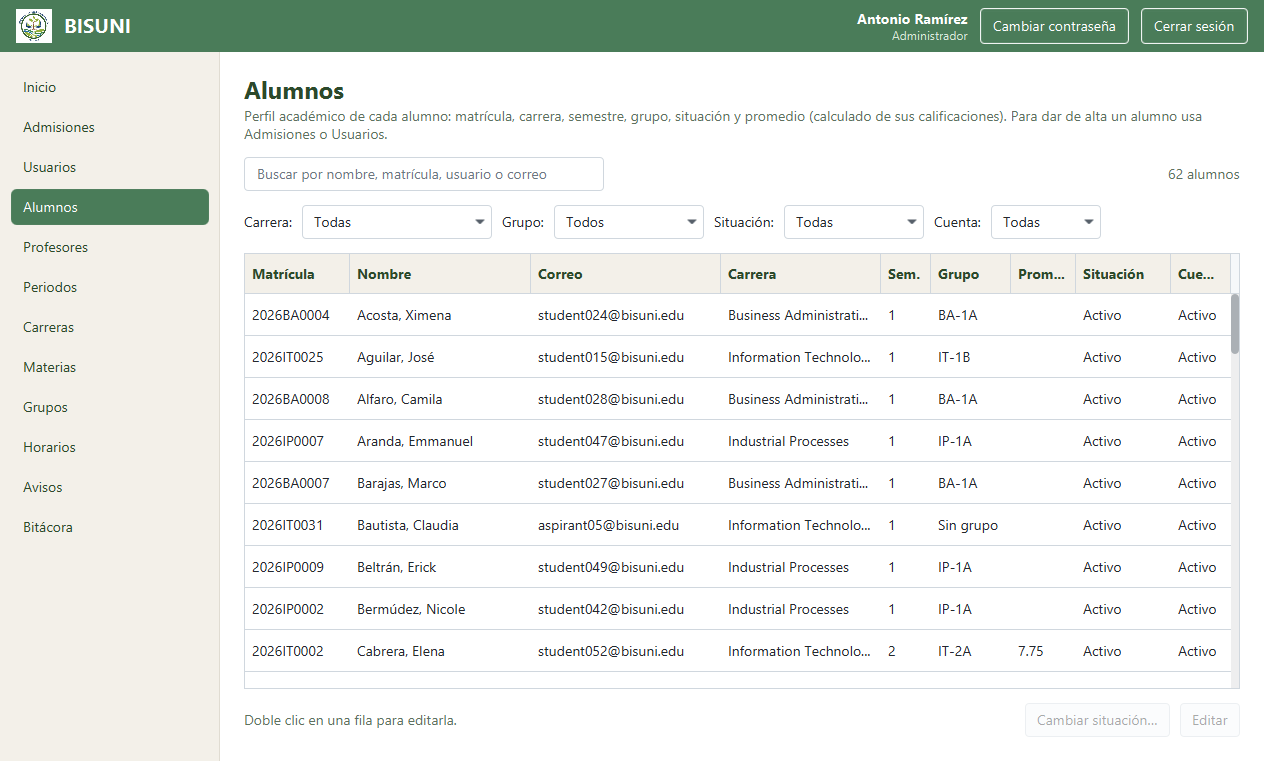 BISUNI
Antonio Ramírez
Administrador
Cambiar contraseña
Cerrar sesión
Inicio
Admisiones
Usuarios
Alumnos
Profesores
Periodos
Carreras
Materias
Grupos
Horarios
Avisos
Bitácora
Alumnos
Perfil académico de cada alumno: matrícula, carrera, semestre, grupo, situación y promedio (calculado de sus calificaciones). Para dar de alta un alumno usa
Admisiones o Usuarios.
Buscar por nombre, matrícula, usuario o correo
62 alumnos
Carrera: Todas Grupo: Todos Situación: Todas Cuenta: Todas
Matrícula Nombre Correo Carrera Sem. Grupo Prom... Situación Cue...
2026BA0004 Acosta, Ximena student024@bisuni.edu Business Administrati... 1 BA-1A Activo Activo
2026IT0025 Aguilar, José student015@bisuni.edu Information Technolo... 1 IT-1B Activo Activo
2026BA0008 Alfaro, Camila student028@bisuni.edu Business Administrati... 1 BA-1A Activo Activo
2026IP0007 Aranda, Emmanuel student047@bisuni.edu Industrial Processes 1 IP-1A Activo Activo
2026BA0007 Barajas, Marco student027@bisuni.edu Business Administrati... 1 BA-1A Activo Activo
2026IT0031 Bautista, Claudia aspirant05@bisuni.edu Information Technolo... 1 Sin grupo Activo Activo
2026IP0009 Beltrán, Erick student049@bisuni.edu Industrial Processes 1 IP-1A Activo Activo
2026IP0002 Bermúdez, Nicole student042@bisuni.edu Industrial Processes 1 IP-1A Activo Activo
2026IT0002 Cabrera, Elena student052@bisuni.edu Information Technolo... 2 IT-2A 7.75 Activo Activo
Doble clic en una fila para editarla.
Cambiar situación...
Editar